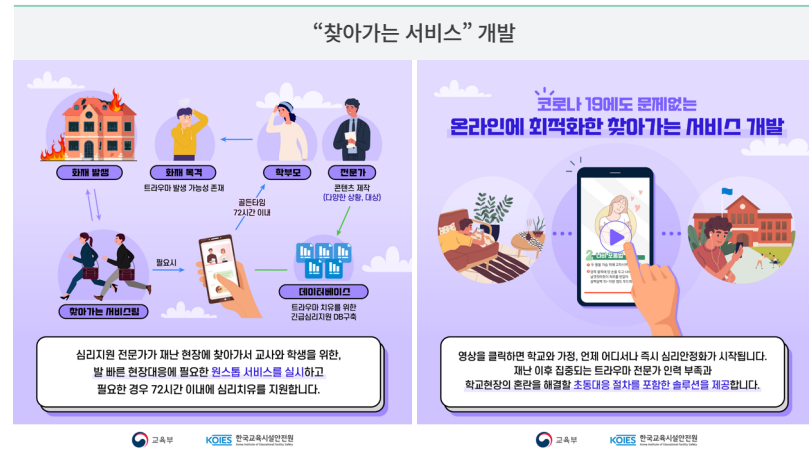 “찾아가는 서비스” 개발
화재 발생
화재 목격
트라우마 발생 가능성 존재
학부모
전문가
콘텐츠 제작
(다양한 상황, 대상)
골든타임
72시간 이내
필요시
찾아가는 서비스팀
데이터베이스
트라우마 치유를 위한
긴급심리지원 DB구축
심리지원 전문가가 재난 현장에 찾아가서 교사와 학생을 위한,
발 빠른 현장대응에 필요한 원스톱 서비스를 실시하고
필요한 경우 72시간 이내에 심리치유를 지원합니다.
교육부
KOIES 한국교육시설안전원
코로나 19에도 문제없는
온라인에 최적화한 찾아가는 서비스 개발
영상을 클릭하면 학교와 가정, 언제 어디서나 즉시 심리안정화가 시작됩니다.
재난 이후 집중되는 트라우마 전문가 인력 부족과
학교현장의 혼란을 해결할 초동대응 절차를 포함한 솔루션을 제공합니다.
교육부
KOIES 한국교육시설안전원